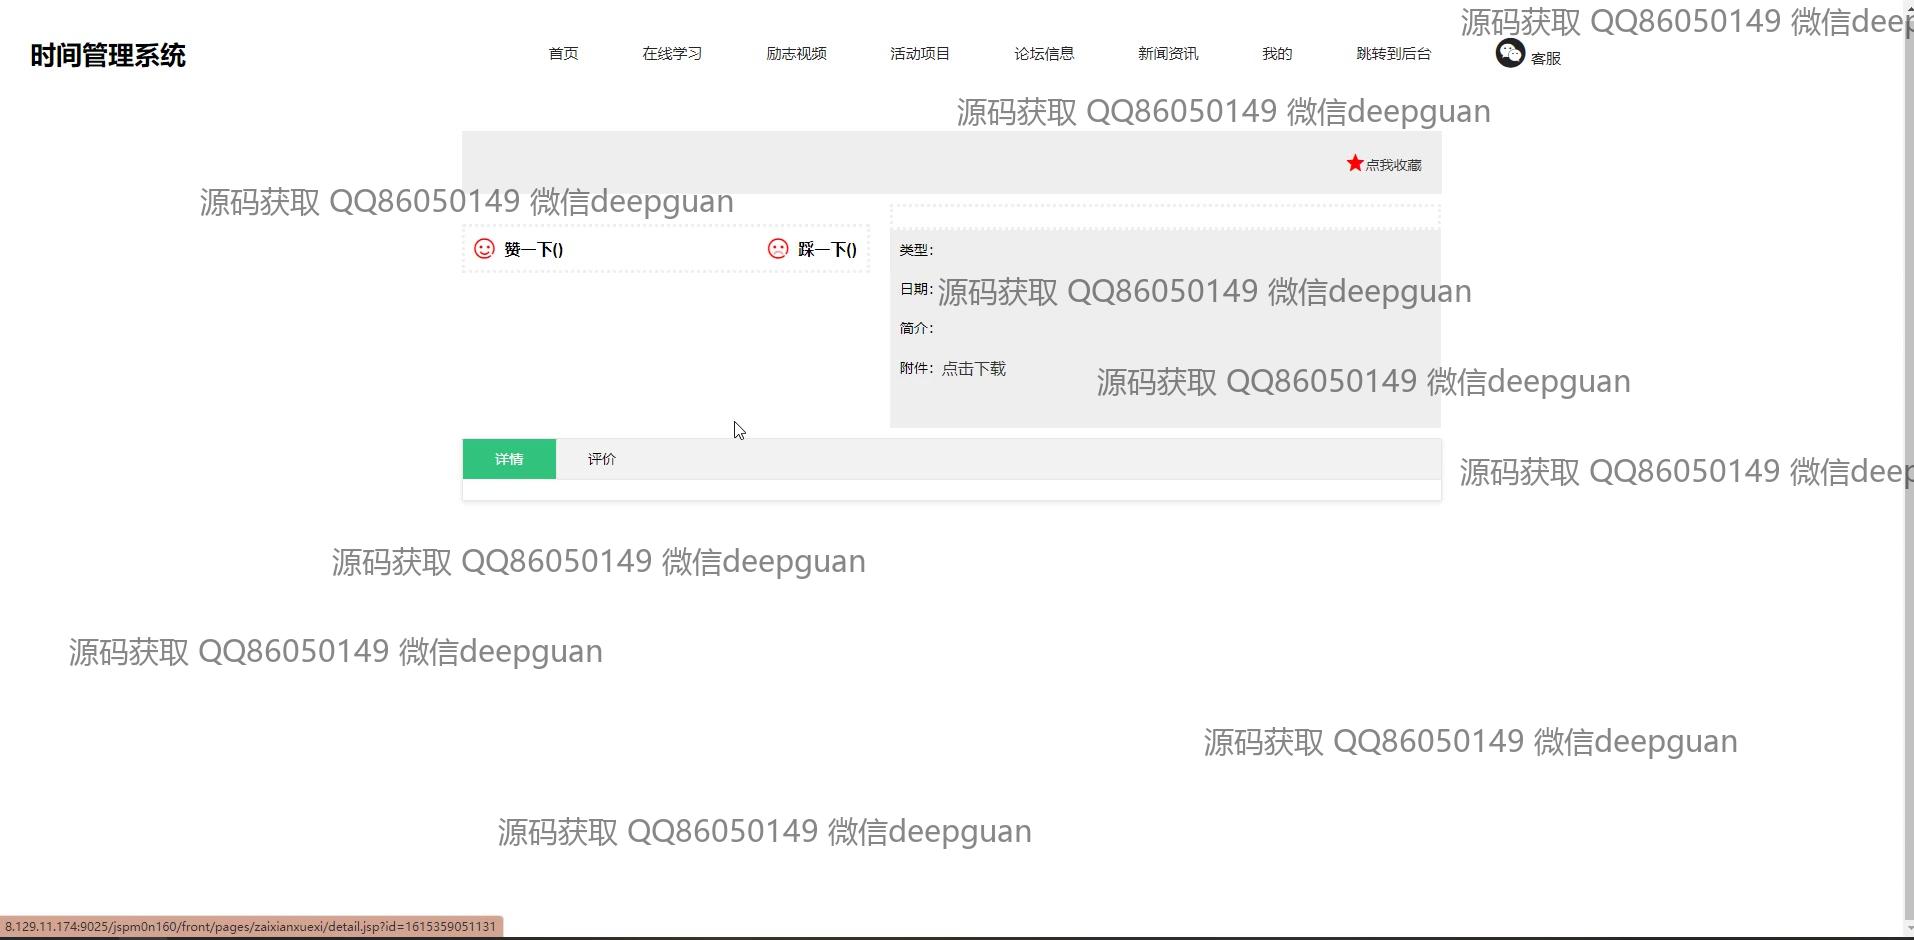 源码获取 QQ86050149 微信deep
时间管理系统
首页 在线学习 励志视频 活动项目 论坛信息 新闻资讯 我的 跳转到后台 客服
源码获取 QQ86050149 微信deepguan
点我收藏
源码获取 QQ86050149 微信deepguan
赞一下() 踩一下()
类型：
日期：
源码获取 QQ86050149 微信deepguan
简介：
附件： 点击下载
源码获取 QQ86050149 微信deepguan
详情 评价
源码获取 QQ86050149 微信deep
源码获取 QQ86050149 微信deepguan
源码获取 QQ86050149 微信deepguan
源码获取 QQ86050149 微信deepguan
源码获取 QQ86050149 微信deepguan
8.129.11.174:9025/jspm0n160/front/pages/zaixianxuexi/detail.jsp?id=1615359051131